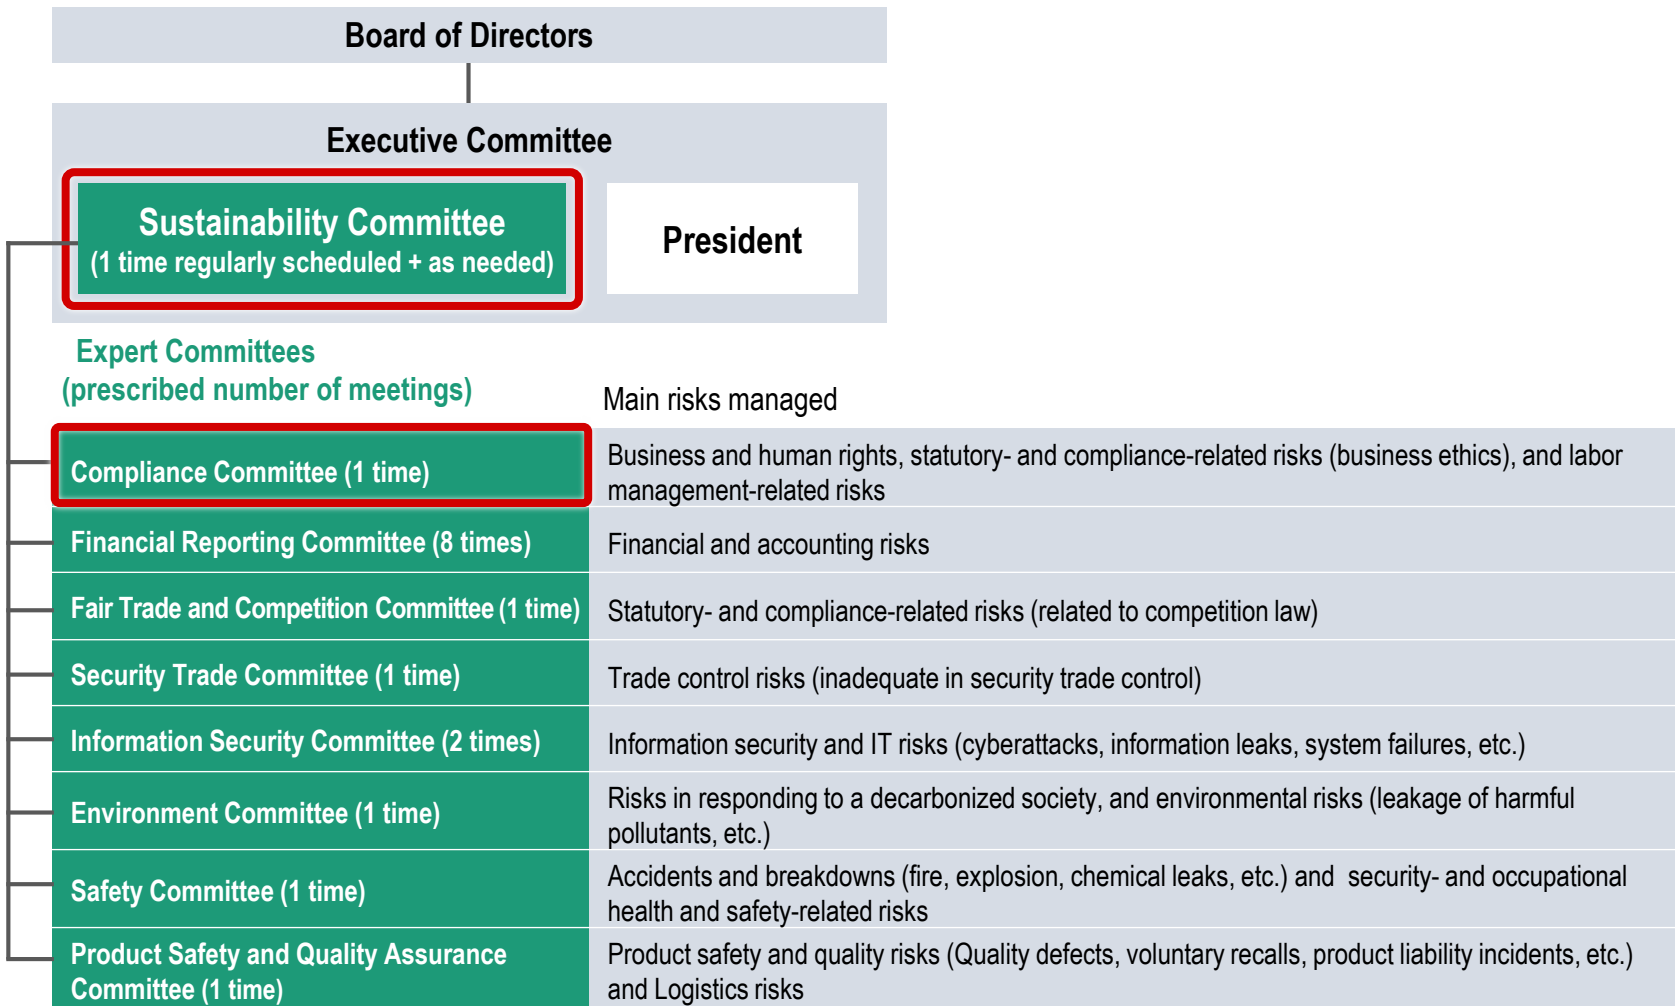 Board of Directors
Executive Committee
Sustainability Committee
(1 time regularly scheduled + as needed)
President
Expert Committees
(prescribed number of meetings)
Main risks managed
Compliance Committee (1 time)
Business and human rights, statutory- and compliance-related risks (business ethics), and labor
management-related risks
Financial Reporting Committee (8 times)
Financial and accounting risks
Fair Trade and Competition Committee (1 time)
Statutory- and compliance-related risks (related to competition law)
Security Trade Committee (1 time)
Trade control risks (inadequate in security trade control)
Information Security Committee (2 times)
Information security and IT risks (cyberattacks, information leaks, system failures, etc.)
Environment Committee (1 time)
Risks in responding to a decarbonized society, and environmental risks (leakage of harmful
pollutants, etc.)
Safety Committee (1 time)
Accidents and breakdowns (fire, explosion, chemical leaks, etc.) and security- and occupational
health and safety-related risks
Product Safety and Quality Assurance
Committee (1 time)
Product safety and quality risks (Quality defects, voluntary recalls, product liability incidents, etc.)
and Logistics risks